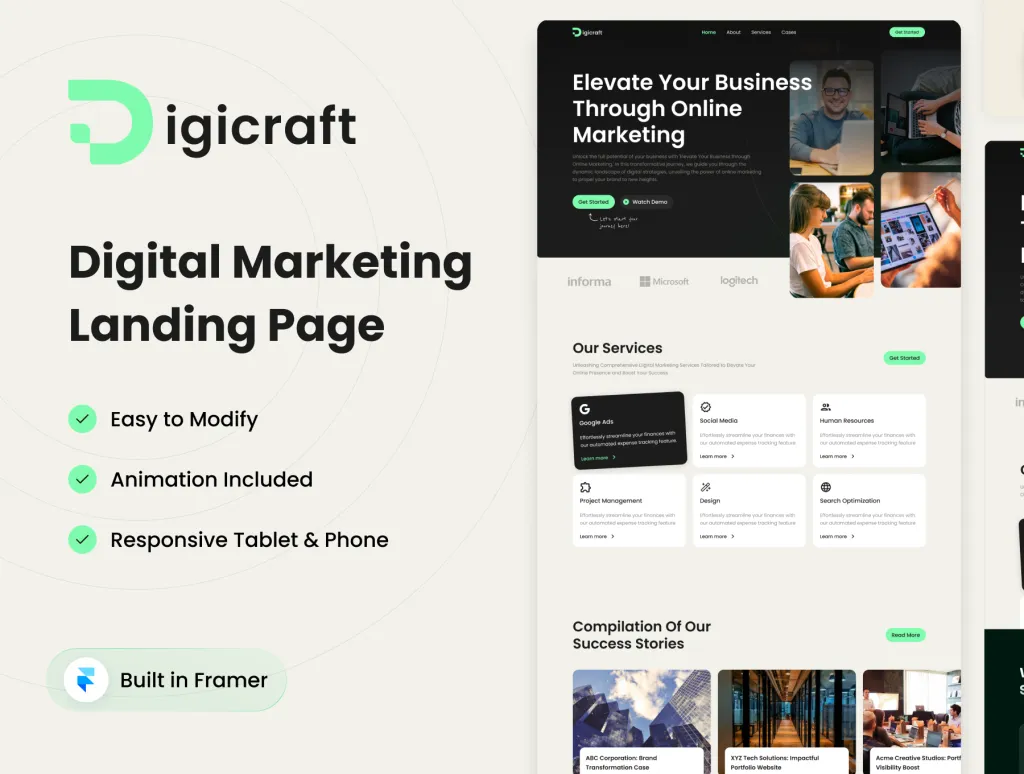 Digicraft
Digital Marketing
Landing Page
Easy to Modify
Animation Included
Responsive Tablet & Phone
Built in Framer
Digicraft
Home About Services Cases
Get Started
Elevate Your Business
Through Online
Marketing
Unlock the full potential of your business with 'Elevate Your Business Through
Online Marketing.' In this transformative journey, we guide you through the
dynamic landscape of digital strategies, unveiling the power of online marketing
to propel your brand to new heights.
Get Started
Watch Demo
Let's start your
journel here!
informa
Microsoft
logitech
Our Services
Unleashing Comprehensive Digital Marketing Services Tailored to Elevate Your
Online Presence and Boost Your Success
Get Started
Google Ads
Effortlessly streamline your finances with
our automated expense tracking feature.
Learn more
Social Media
Effortlessly streamline your finances with
our automated expense tracking feature
Learn more
Human Resources
Effortlessly streamline your finances with
our automated expense tracking feature
Learn more
Project Management
Effortlessly streamline your finances with
our automated expense tracking feature
Learn more
Design
Effortlessly streamline your finances with
our automated expense tracking feature
Learn more
Search Optimization
Effortlessly streamline your finances with
our automated expense tracking feature
Learn more
Compilation Of Our
Success Stories
Read More
ABC Corporation: Brand
Transformation Case
XYZ Tech Solutions: Impactful
Portfolio Website
Acme Creative Studios: Portf
Visibility Boost